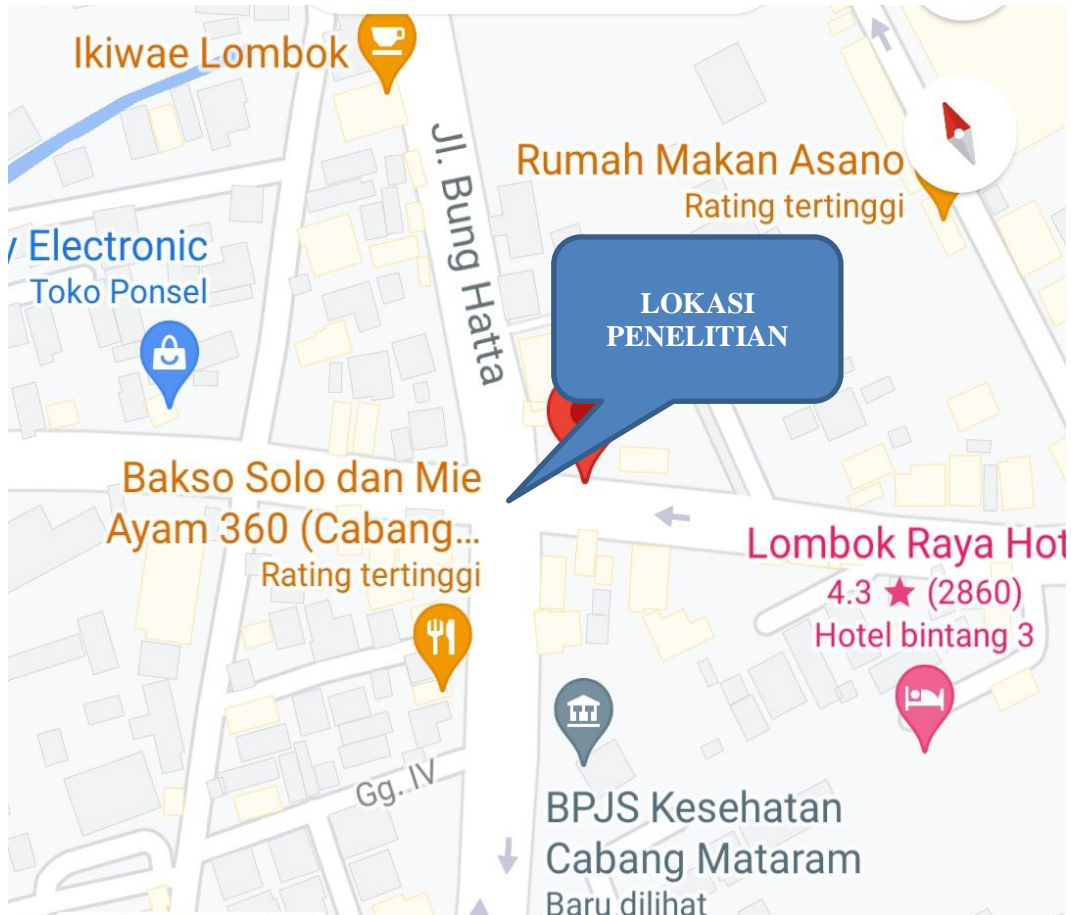 Ikiwae Lombok
Jl. Bung Hatta
Rumah Makan Asano
Rating tertinggi
Electronic
Toko Ponsel
LOKASI
PENELITIAN
Bakso Solo dan Mie
Ayam 360 (Cabang...
Rating tertinggi
Lombok Raya Hot
4.3 ★ (2860)
Hotel bintang 3
Gg. IV
BPJS Kesehatan
Cabang Mataram
Baru dilihat